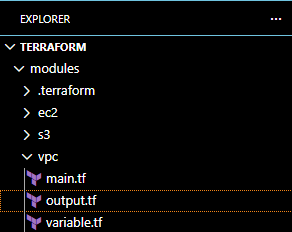 EXPLORER ...
TERRAFORM
modules
.terraform
ec2
s3
vpc
main.tf
output.tf
variable.tf